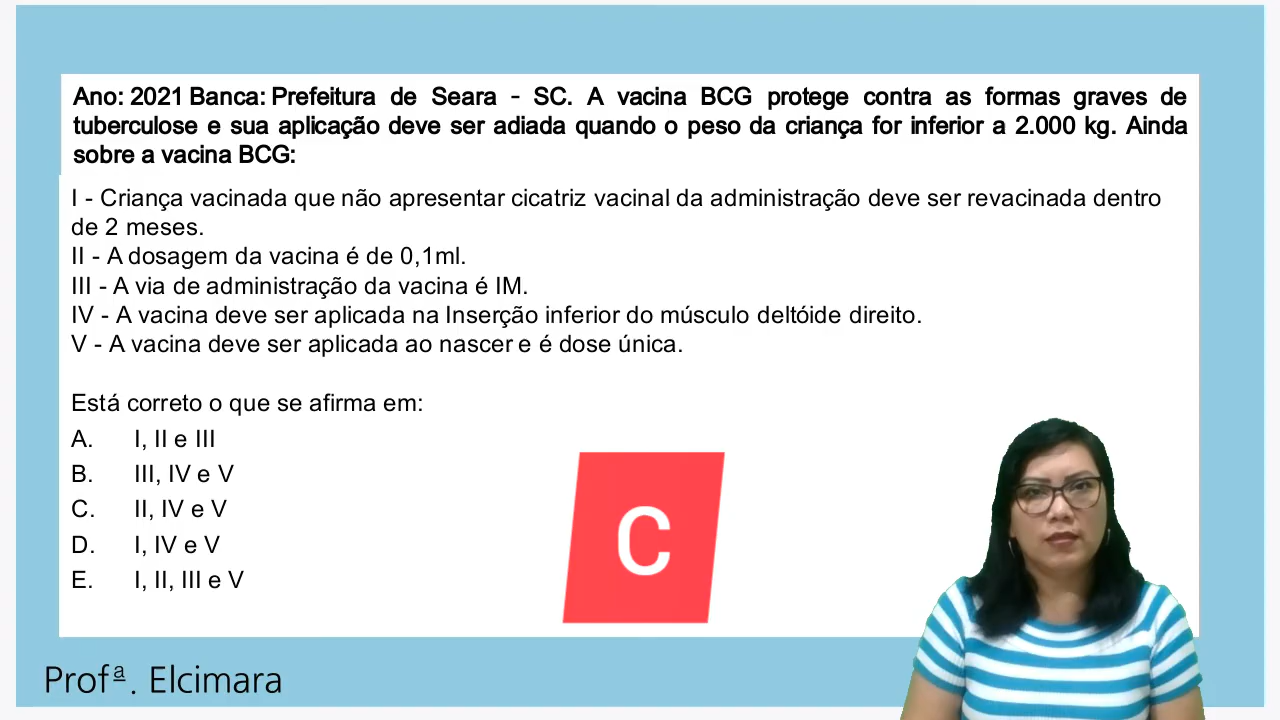 Ano: 2021 Banca: Prefeitura de Seara - SC. A vacina BCG protege contra as formas graves de
tuberculose e sua aplicação deve ser adiada quando o peso da criança for inferior a 2.000 kg. Ainda
sobre a vacina BCG:
I - Criança vacinada que não apresentar cicatriz vacinal da administração deve ser revacinada dentro
de 2 meses.
II - A dosagem da vacina é de 0,1ml.
III - A via de administração da vacina é IM.
IV - A vacina deve ser aplicada na Inserção inferior do músculo deltóide direito.
V - A vacina deve ser aplicada ao nascer e é dose única.
Está correto o que se afirma em:
A. I, II e III
B. III, IV e V
C. II, IV e V
D. I, IV e V
E. I, II, III e V
C
Profª. Elcimara